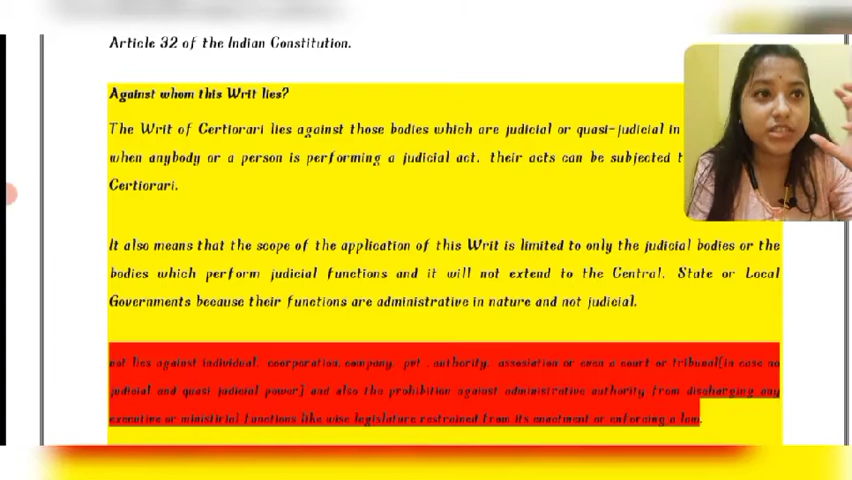 Article 32 of the Indian Constitution.
Against whom this Writ lies?
The Writ of Certiorari lies against those bodies which are judicial or quasi-judicial in
when anybody or a person is performing a judicial act, their acts can be subjected t
Certiorari.
It also means that the scope of the application of this Writ is limited to only the judicial bodies or the
bodies which perform judicial functions and it will not extend to the Central, State or Local
Governments because their functions are administrative in nature and not judicial.
not lies against individual, coorporation, company, pvt . authority, assosiation or even a court or tribunal[in case no
judicial and quasi judicial power] and also the prohibition against administrative authority from discharging any
executive or ministirial functions like wise legislature restrained from its enactment or enforcing a law.